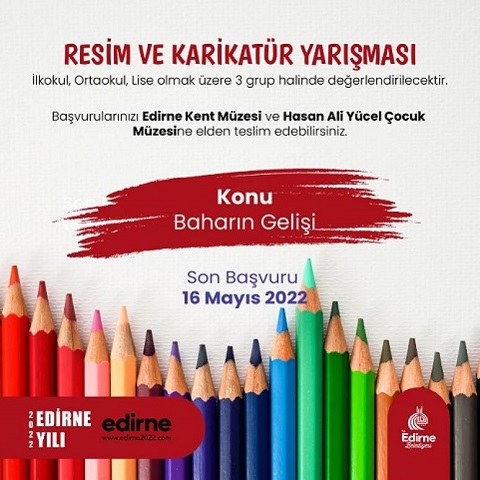 RESİM VE KARİKATÜR YARIŞMASI
İlkokul, Ortaokul, Lise olmak üzere 3 grup halinde değerlendirilecektir.
Başvurularınızı Edirne Kent Müzesi ve Hasan Ali Yücel Çocuk
Müzesine elden teslim edebilirsiniz.
Konu
Baharın Gelişi
Son Başvuru
16 Mayıs 2022
2022
EDİRNE
YILI
edirne
www.edirne2022.com
Edirne
Belediyesi